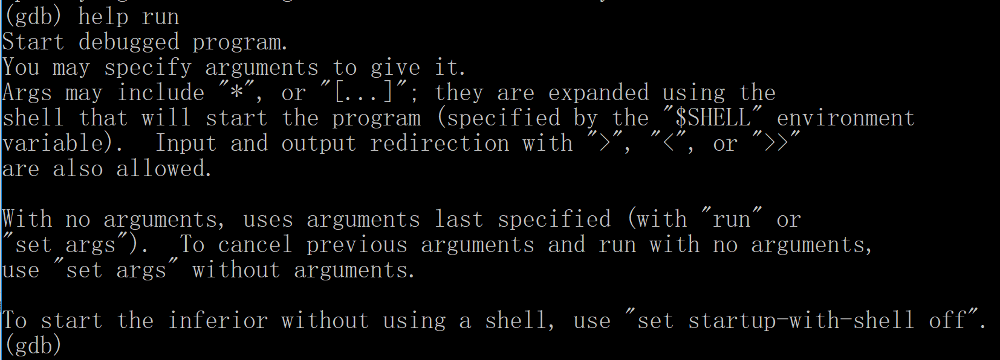 (gdb) help run
Start debugged program.
You may specify arguments to give it.
Args may include "*", or "[...]"; they are expanded using the
shell that will start the program (specified by the "$SHELL" environment
variable).  Input and output redirection with ">", "<", or ">>"
are also allowed.

With no arguments, uses arguments last specified (with "run" or
"set args").  To cancel previous arguments and run with no arguments,
use "set args" without arguments.

To start the inferior without using a shell, use "set startup-with-shell off".
(gdb)